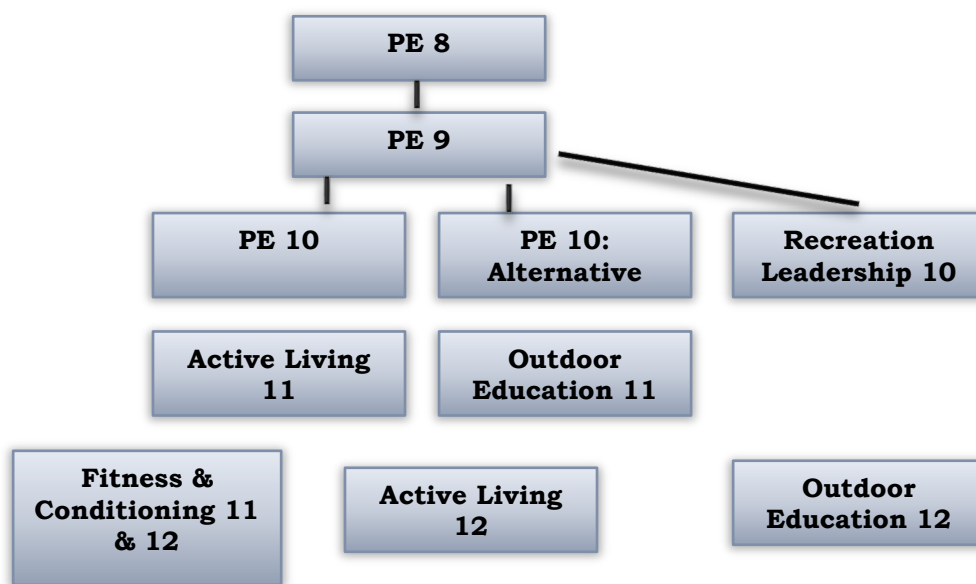 PE 8
PE 9
PE 10
PE 10:
Alternative
Recreation
Leadership 10
Active Living
11
Outdoor
Education 11
Fitness &
Conditioning 11
& 12
Active Living
12
Outdoor
Education 12